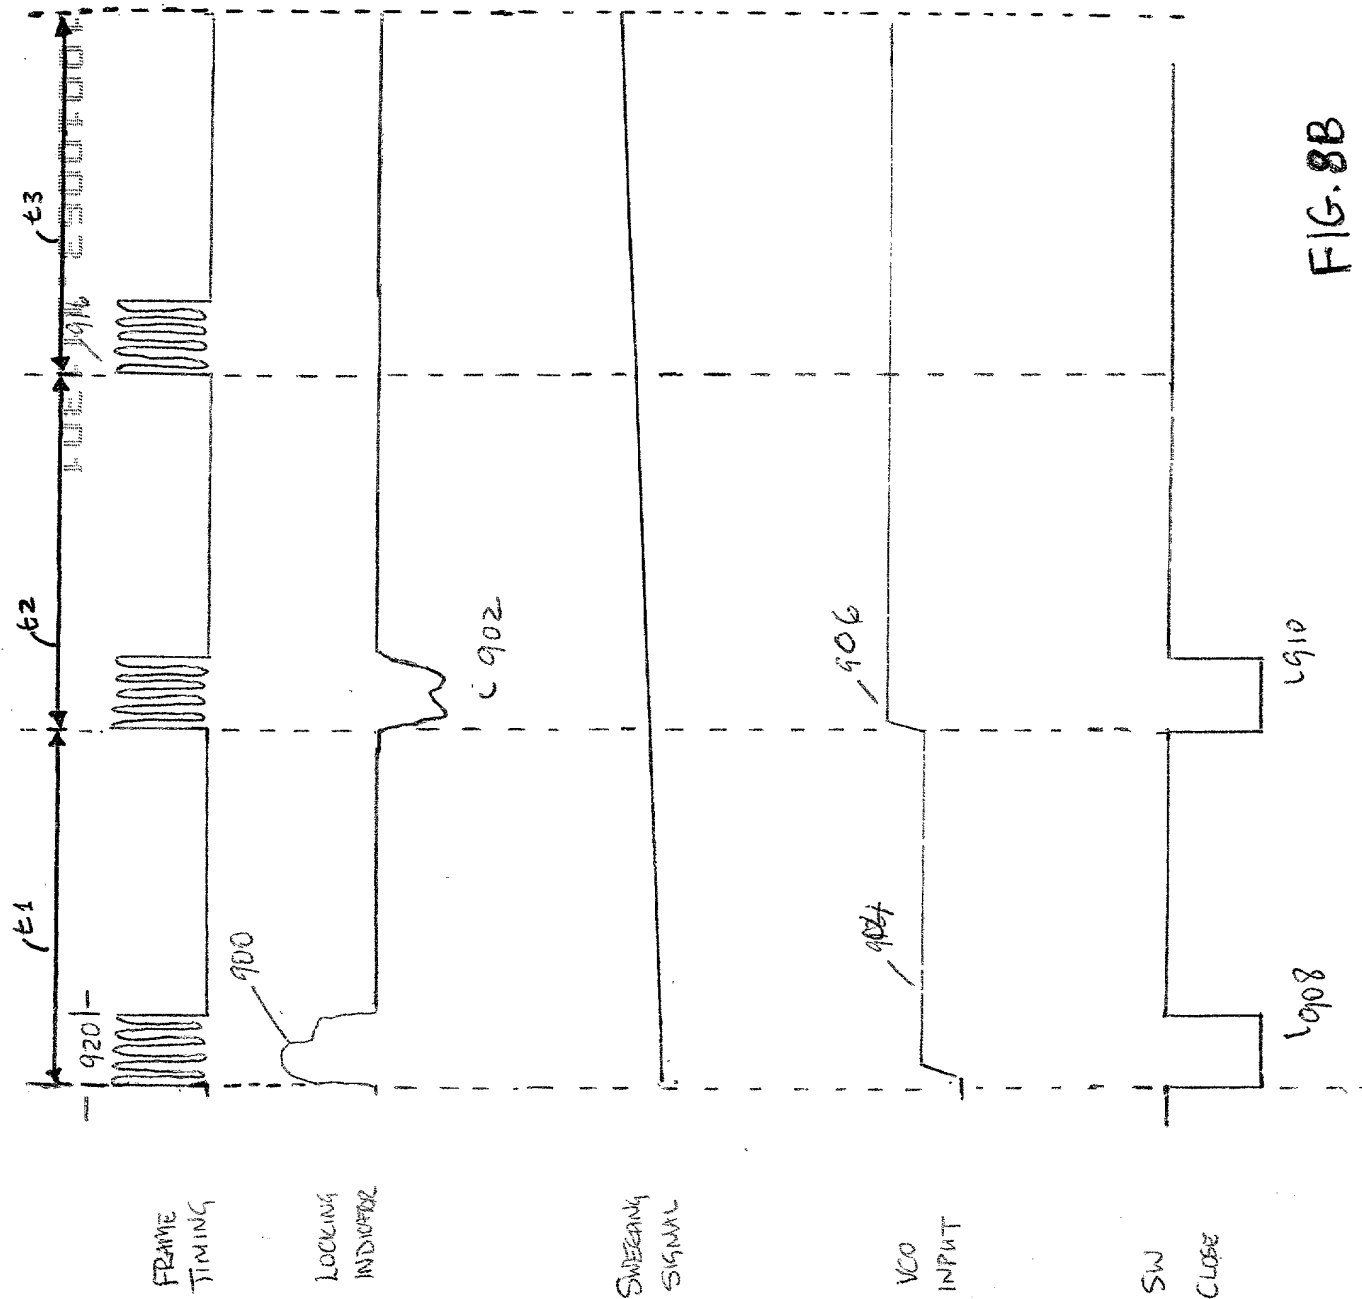 t1
t2
t3
920
916
FRAME
TIMING
900
LOCKING
INDICATOR
902
SWEEPING
SIGNAL
904
906
VCO
INPUT
SW
CLOSE
908
910
FIG. 8B